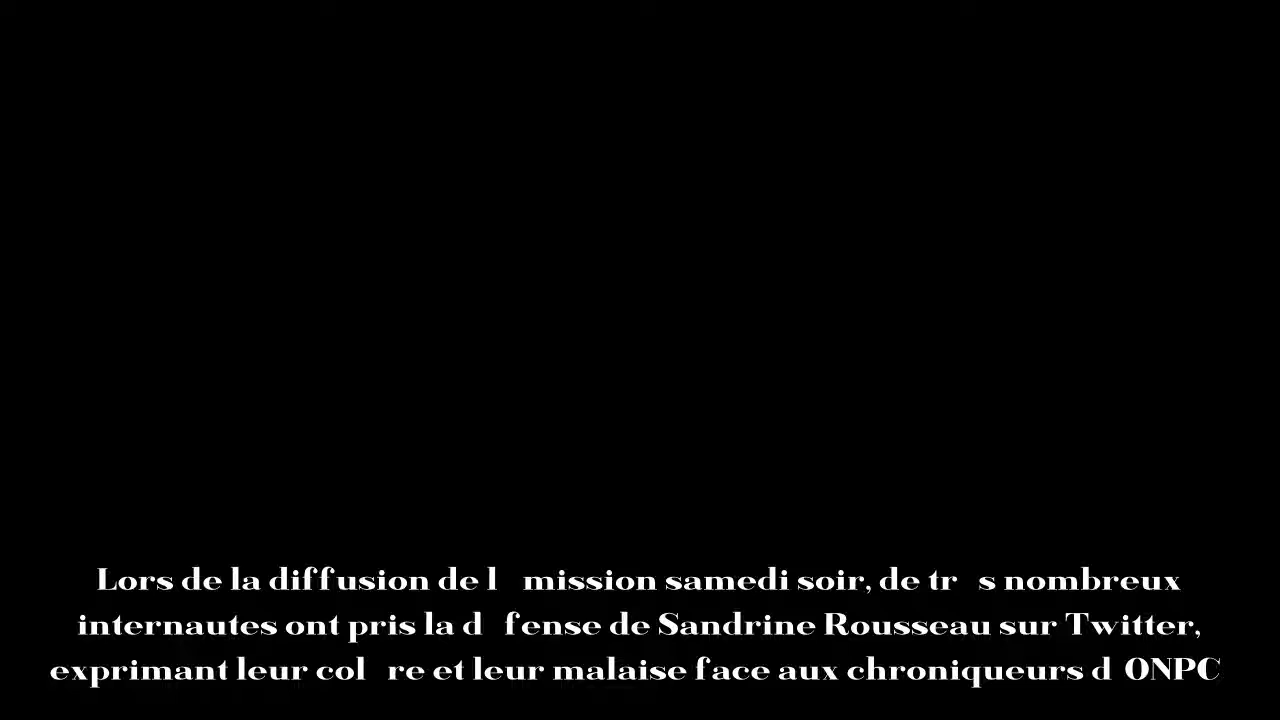 Lors de la diffusion de l mission samedi soir, de tr s nombreux
internautes ont pris la d fense de Sandrine Rousseau sur Twitter,
exprimant leur col re et leur malaise face aux chroniqueurs d ONPC